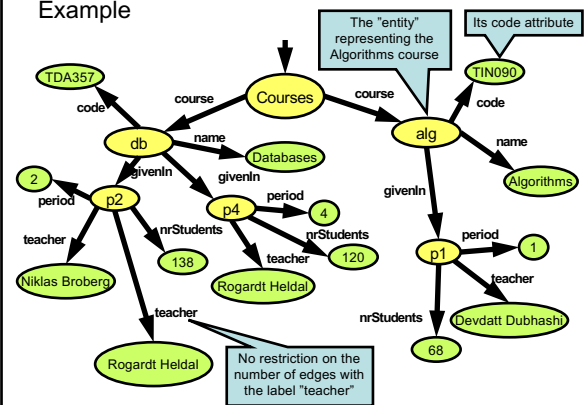 Example
The "entity"
representing the
Algorithms course
Its code attribute
TDA357
TIN090
course
Courses
course
code
code
db
name
alg
name
givenIn
Databases
givenIn
Algorithms
2
period
p2
p4
period
4
givenIn
teacher
nrStudents
nrStudents
period
1
p1
Niklas Broberg
138
teacher
120
teacher
Rogardt Heldal
teacher
nrStudents
Devdatt Dubhashi
Rogardt Heldal
No restriction on the
number of edges with
the label "teacher"
68